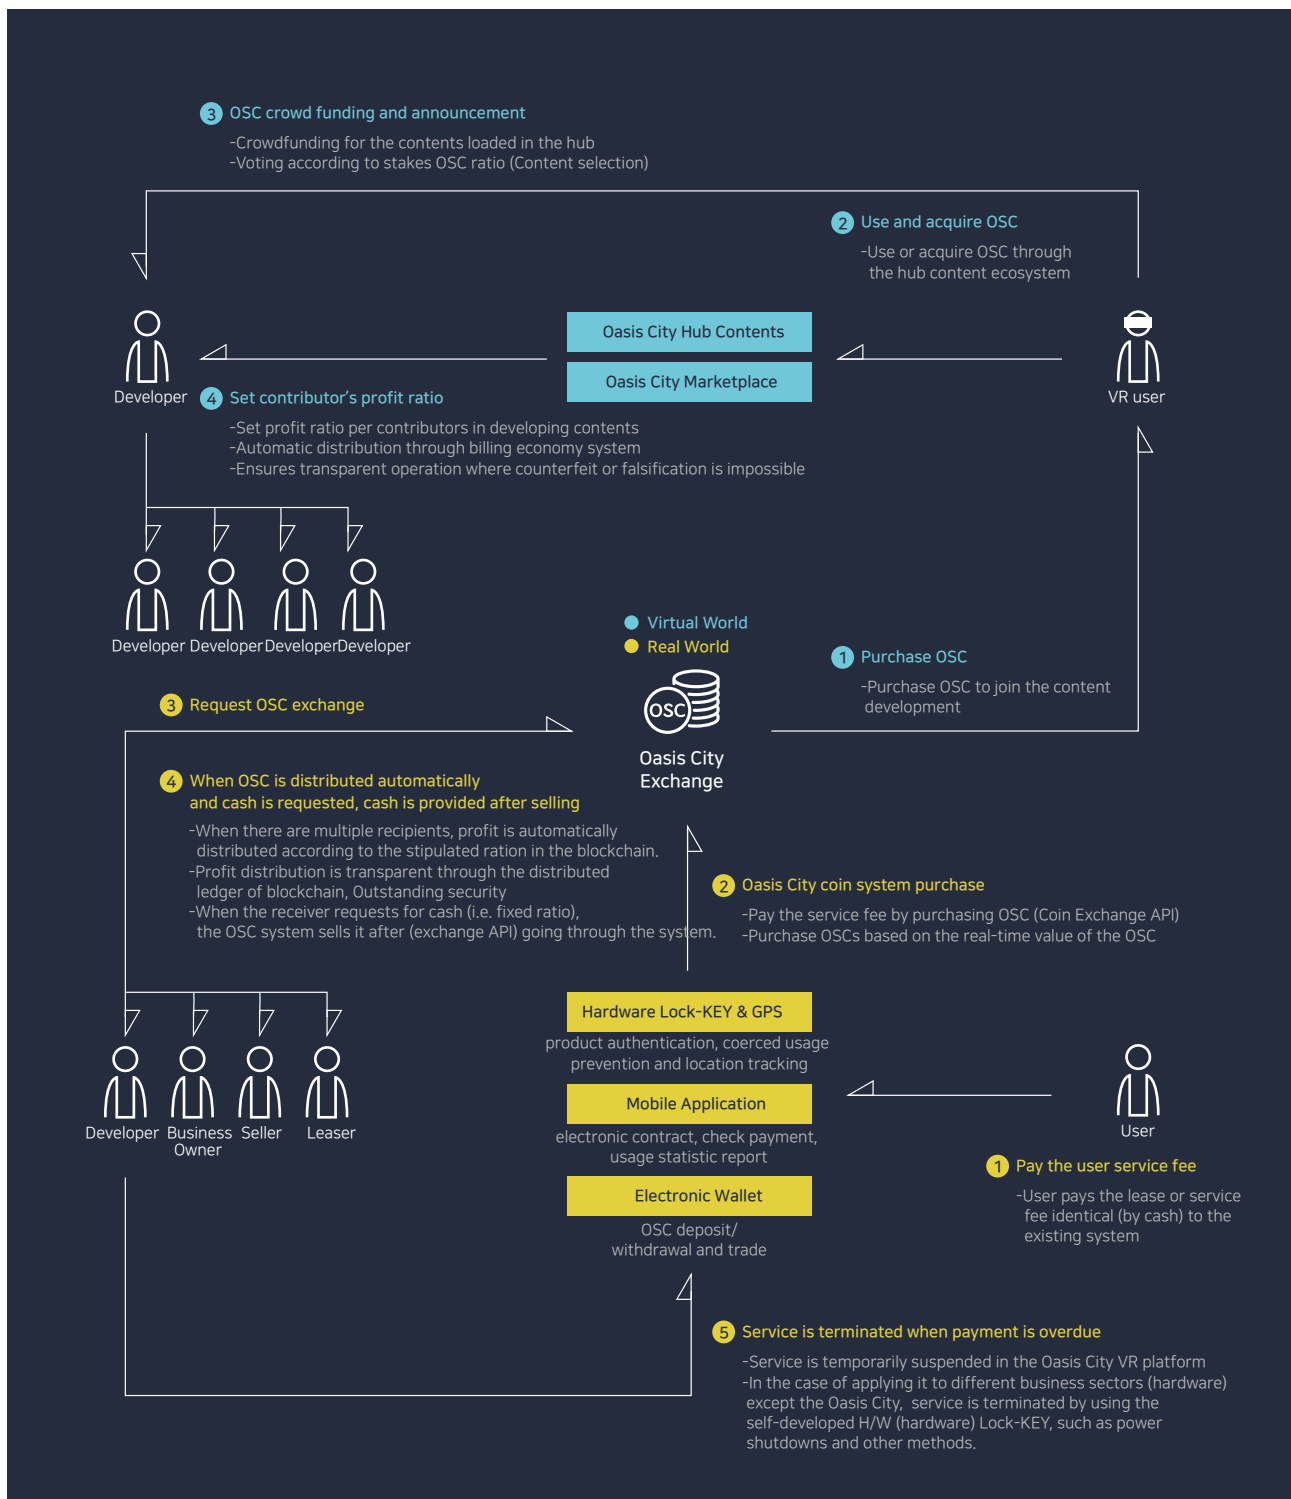 3 OSC crowd funding and announcement
-Crowdfunding for the contents loaded in the hub
-Voting according to stakes OSC ratio (Content selection)
2 Use and acquire OSC
-Use or acquire OSC through
the hub content ecosystem
Oasis City Hub Contents
Oasis City Marketplace
Developer
VR user
4 Set contributor's profit ratio
-Set profit ratio per contributors in developing contents
-Automatic distribution through billing economy system
-Ensures transparent operation where counterfeit or falsification is impossible
Developer Developer Developer Developer
Virtual World
Real World
1 Purchase OSC
-Purchase OSC to join the content
development
3 Request OSC exchange
OSC
Oasis City
Exchange
4 When OSC is distributed automatically
and cash is requested, cash is provided after selling
-When there are multiple recipients, profit is automatically
distributed according to the stipulated ration in the blockchain.
-Profit distribution is transparent through the distributed
ledger of blockchain, Outstanding security
-When the receiver requests for cash (i.e. fixed ratio),
the OSC system sells it after (exchange API) going through the system.
2 Oasis City coin system purchase
-Pay the service fee by purchasing OSC (Coin Exchange API)
-Purchase OSCs based on the real-time value of the OSC
Hardware Lock-KEY & GPS
product authentication, coerced usage
prevention and location tracking
Mobile Application
electronic contract, check payment,
usage statistic report
Electronic Wallet
OSC deposit/
withdrawal and trade
Developer Business Seller Leaser
Owner
User
1 Pay the user service fee
-User pays the lease or service
fee identical (by cash) to the
existing system
5 Service is terminated when payment is overdue
-Service is temporarily suspended in the Oasis City VR platform
-In the case of applying it to different business sectors (hardware)
except the Oasis City, service is terminated by using the
self-developed H/W (hardware) Lock-KEY, such as power
shutdowns and other methods.